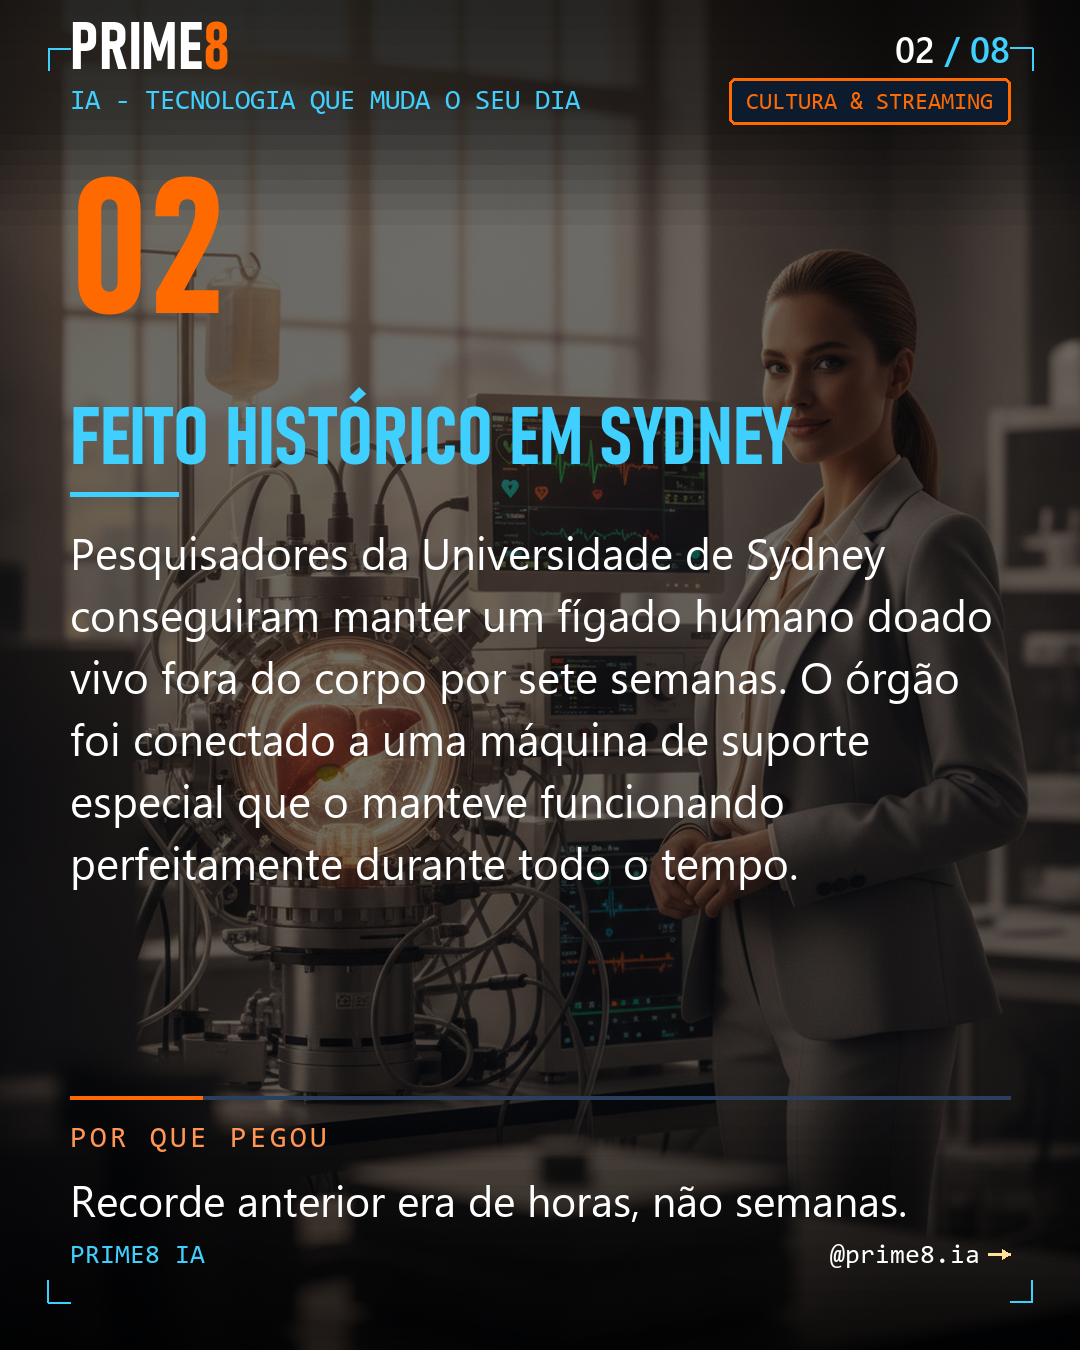 PRIME8
02 / 08
IA - TECNOLOGIA QUE MUDA O SEU DIA
CULTURA & STREAMING
02
FEITO HISTÓRICO EM SYDNEY
Pesquisadores da Universidade de Sydney
conseguiram manter um fígado humano doado
vivo fora do corpo por sete semanas. O órgão
foi conectado a uma máquina de suporte
especial que o manteve funcionando
perfeitamente durante todo o tempo.
POR QUE PEGOU
Recorde anterior era de horas, não semanas.
PRIME8 IA
@prime8.ia